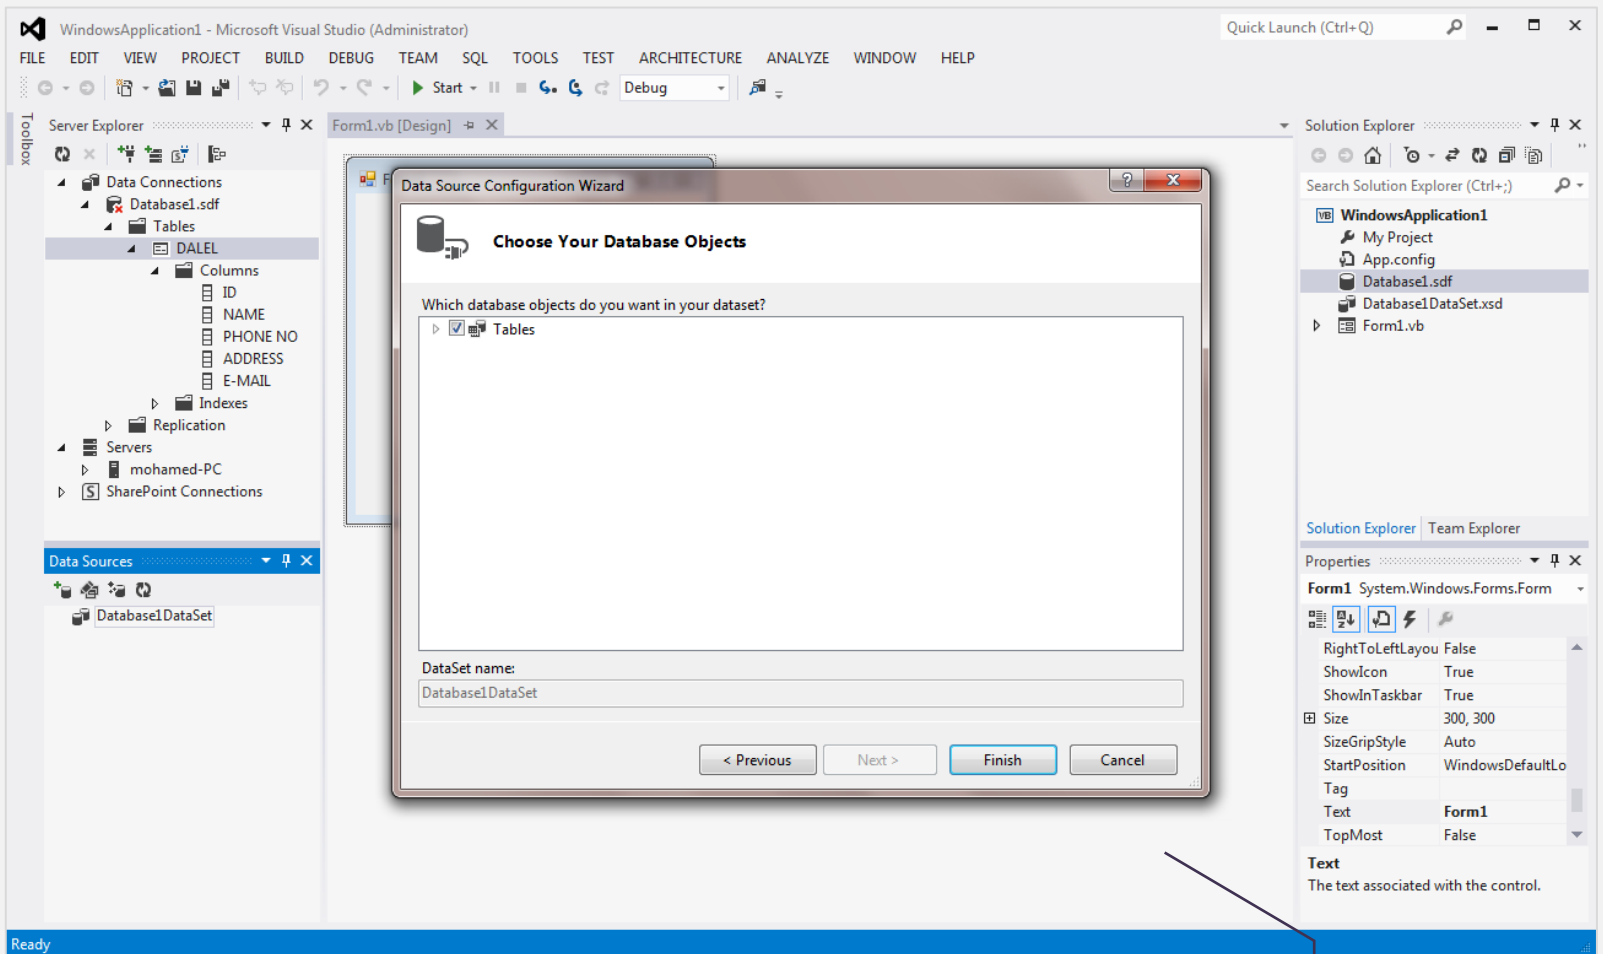 WindowsApplication1 - Microsoft Visual Studio (Administrator)
Quick Launch (Ctrl+Q)
FILE EDIT VIEW PROJECT BUILD DEBUG TEAM SQL TOOLS TEST ARCHITECTURE ANALYZE WINDOW HELP
Start Debug
Toolbox
Server Explorer
Data Connections
Database1.sdf
Tables
DALEL
Columns
ID
NAME
PHONE NO
ADDRESS
E-MAIL
Indexes
Replication
Servers
mohamed-PC
SharePoint Connections
Data Sources
Database1DataSet
Form1.vb [Design]
Data Source Configuration Wizard
Choose Your Database Objects
Which database objects do you want in your dataset?
Tables
DataSet name:
Database1DataSet
< Previous Next > Finish Cancel
Solution Explorer
Search Solution Explorer (Ctrl+;)
WindowsApplication1
My Project
App.config
Database1.sdf
Database1DataSet.xsd
Form1.vb
Solution Explorer Team Explorer
Properties
Form1 System.Windows.Forms.Form
RightToLeftLayou False
ShowIcon True
ShowInTaskbar True
Size 300, 300
SizeGripStyle Auto
StartPosition WindowsDefaultLo
Tag
Text Form1
TopMost False
Text
The text associated with the control.
Ready